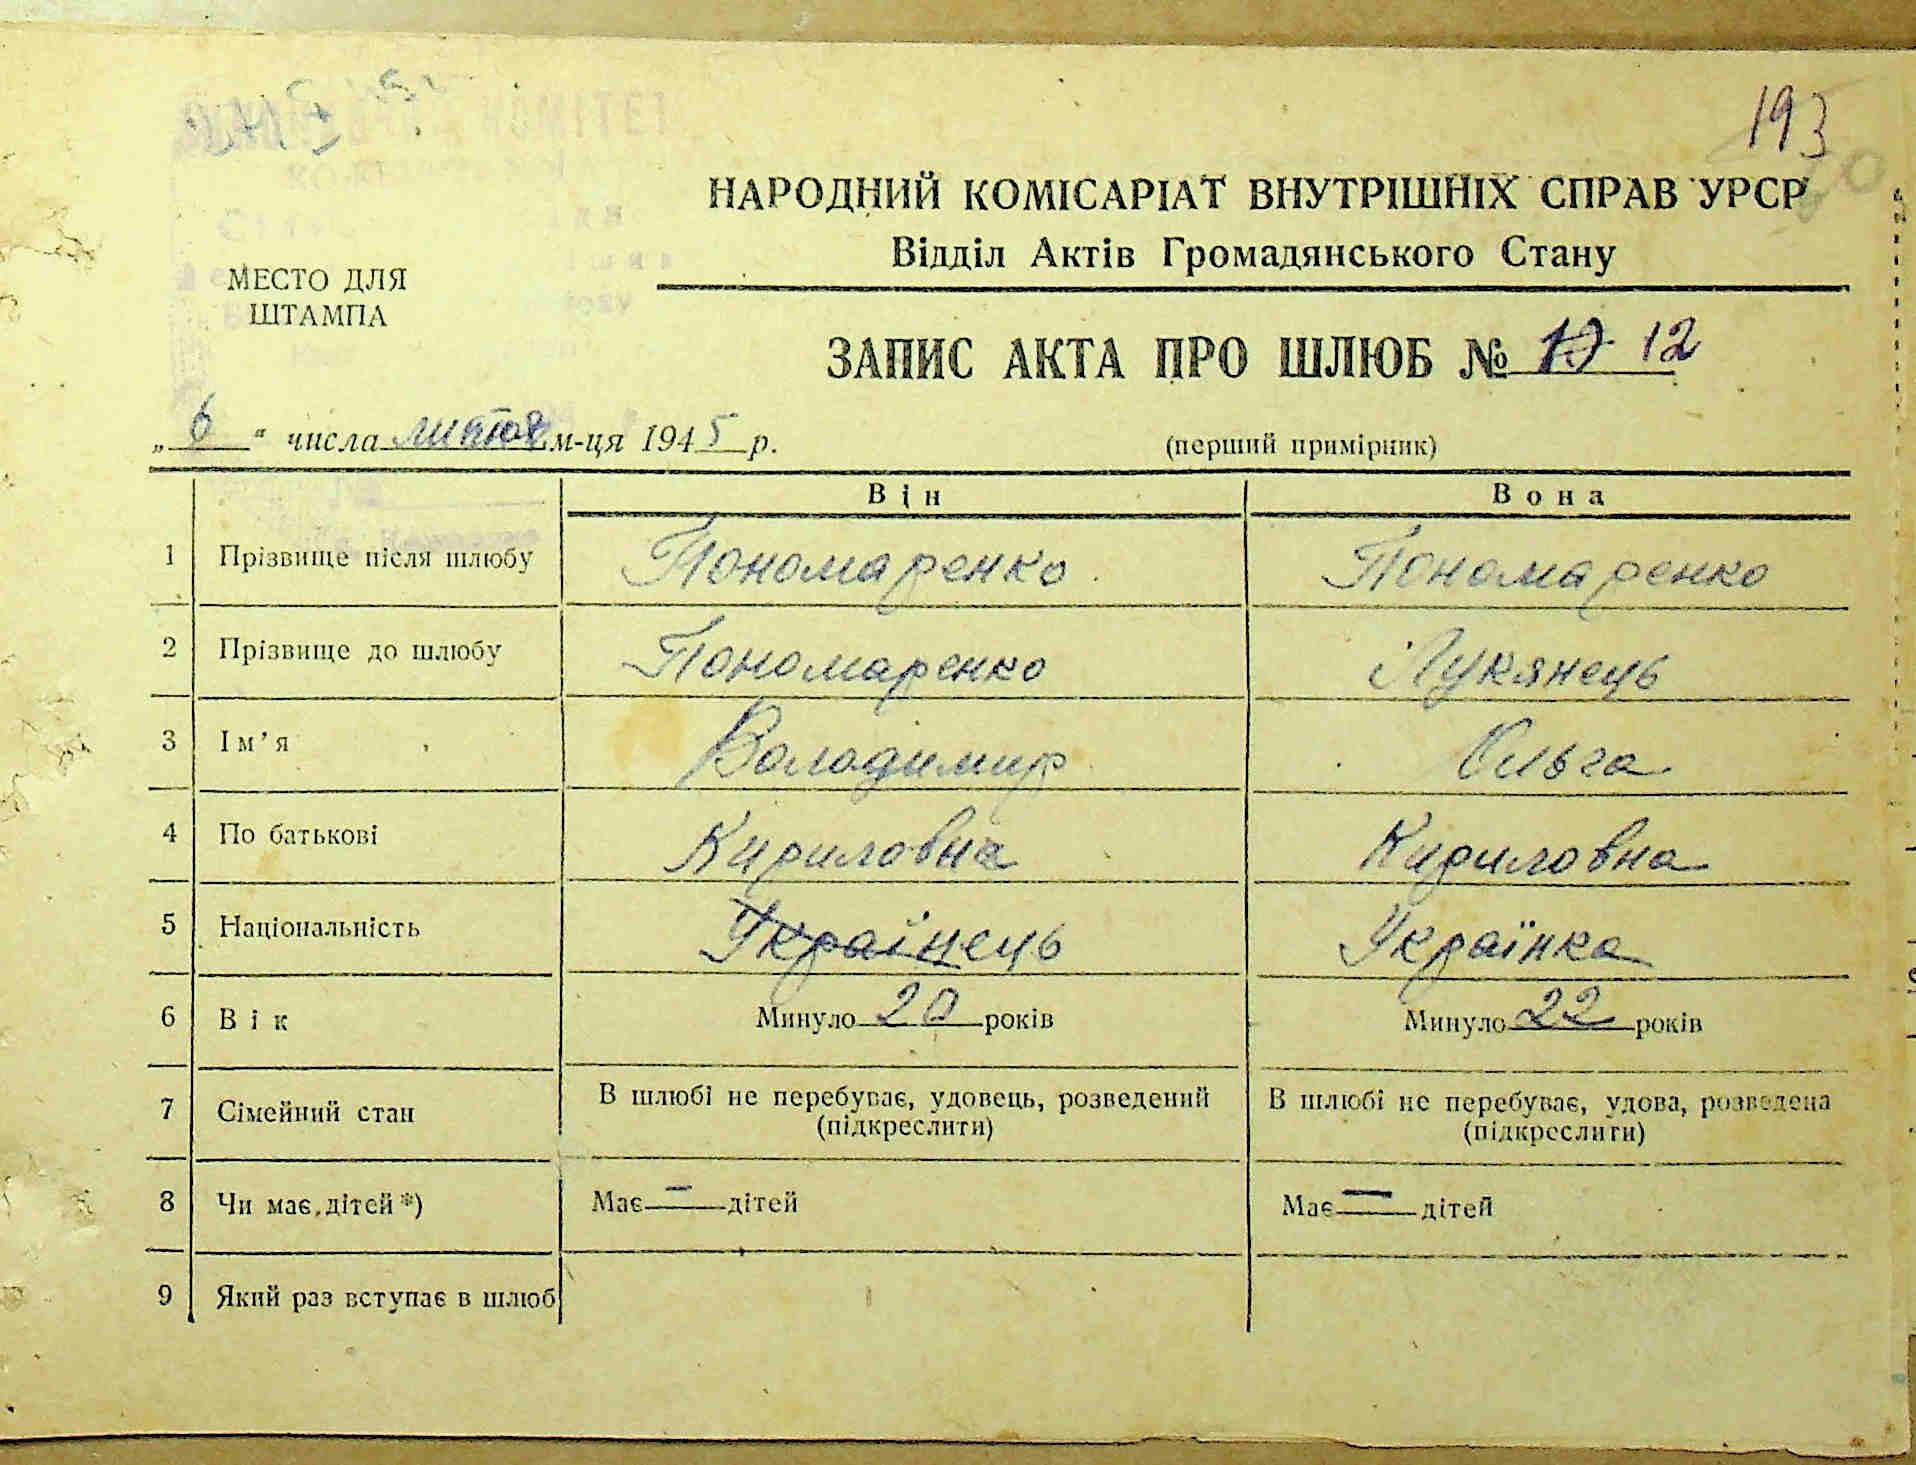 193
НАРОДНИЙ КОМІСАРІАТ ВНУТРІШНІХ СПРАВ УРСР
Відділ Актів Громадянського Стану
МЕСТО ДЛЯ
ШТАМПА
ЗАПИС АКТА ПРО ШЛЮБ № 12
„ 6 “ числа лютого м-ця 1945 р. (перший примірник)
Він Вона
1 Прізвище після шлюбу Пономаренко Пономаренко
2 Прізвище до шлюбу Пономаренко Лукянець
3 Ім’я Володимир Ольга
4 По батькові Кириловна Кириловна
5 Національність Українець Українка
6 Вік Минуло 20 років Минуло 22 років
7 Сімейний стан В шлюбі не перебуває, удовець, розведений (підкреслити) В шлюбі не перебуває, удова, розведена (підкреслити)
8 Чи має дітей *) Має — дітей Має — дітей
9 Який раз вступає в шлюб